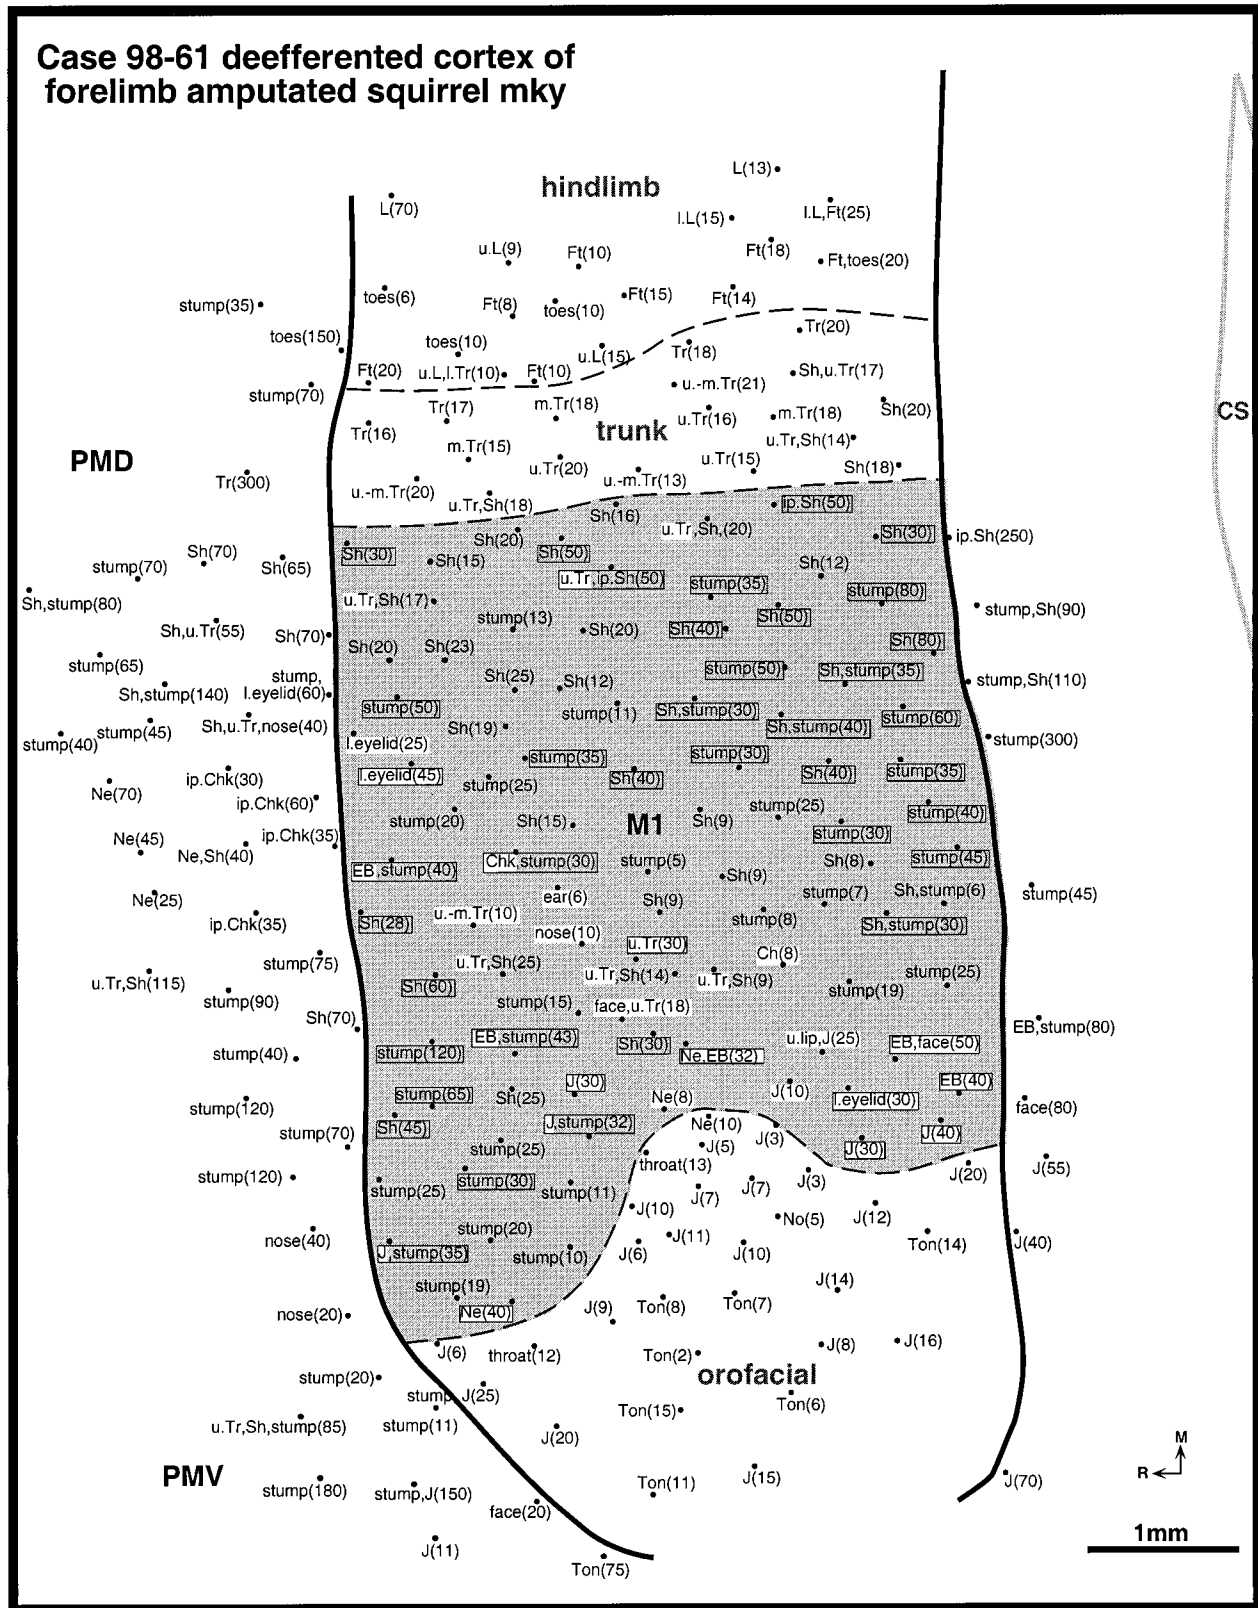 Case 98-61 deefferented cortex of
forelimb amputated squirrel mky
L(13)
hindlimb
L(70)
l.L(15)
l.L,Ft(25)
u.L(9)
Ft(10)
Ft(18)
Ft,toes(20)
stump(35)
toes(6)
Ft(8)
toes(10)
Ft(15)
Ft(14)
toes(150)
toes(10)
u.L(15)
Tr(18)
Tr(20)
Ft(20)
u.L,l.Tr(10)
Ft(10)
u.-m.Tr(21)
Sh,u.Tr(17)
stump(70)
Tr(17)
m.Tr(18)
u.Tr(16)
m.Tr(18)
Sh(20)
CS
Tr(16)
trunk
u.Tr,Sh(14)
PMD
m.Tr(15)
u.Tr(20)
u.-m.Tr(13)
u.Tr(15)
Sh(18)
Tr(300)
u.-m.Tr(20)
u.Tr,Sh(18)
Sh(16)
ip.Sh(50)
u.Tr,Sh,(20)
Sh(30)
ip.Sh(250)
Sh(20)
Sh(50)
Sh(30)
Sh(15)
Sh(70)
Sh(65)
stump(70)
u.Tr,ip.Sh(50)
stump(35)
Sh(12)
stump(80)
Sh,stump(80)
u.Tr,Sh(17)
stump(13)
Sh(50)
stump,Sh(90)
Sh,u.Tr(55)
Sh(70)
Sh(20)
Sh(40)
Sh(80)
Sh(20)
Sh(23)
stump(65)
stump,
l.eyelid(60)
Sh,stump(140)
Sh(25)
Sh(12)
stump(50)
Sh,stump(35)
stump,Sh(110)
stump(50)
stump(11)
Sh,stump(30)
Sh,stump(40)
stump(60)
Sh,u.Tr,nose(40)
stump(45)
stump(40)
Sh(19)
l.eyelid(25)
stump(300)
stump(35)
stump(30)
Sh(40)
Sh(40)
stump(35)
l.eyelid(45)
stump(25)
ip.Chk(30)
Ne(70)
ip.Chk(60)
stump(20)
Sh(15)
M1
Sh(9)
stump(25)
stump(30)
stump(40)
Ne(45)
Ne,Sh(40)
ip.Chk(35)
EB,stump(40)
Chk,stump(30)
stump(5)
Sh(9)
Sh(8)
stump(45)
Ne(25)
ear(6)
Sh(9)
stump(8)
stump(7)
Sh,stump(6)
stump(45)
ip.Chk(35)
Sh(28)
u.-m.Tr(10)
nose(10)
Sh,stump(30)
u.Tr(30)
Ch(8)
stump(75)
u.Tr,Sh(115)
stump(90)
Sh(60)
u.Tr,Sh(25)
u.Tr,Sh(14)
u.Tr,Sh(9)
stump(19)
stump(25)
Sh(70)
stump(15)
face,u.Tr(18)
EB,stump(80)
stump(40)
stump(120)
EB,stump(43)
Sh(30)
Ne,EB(32)
u.lip,J(25)
EB,face(50)
stump(120)
stump(65)
Sh(25)
J(30)
Ne(8)
J(10)
l.eyelid(30)
EB(40)
face(80)
stump(70)
Sh(45)
J,stump(32)
Ne(10)
J(3)
J(30)
J(40)
stump(25)
throat(13)
J(5)
stump(120)
stump(25)
stump(30)
stump(11)
J(7)
J(7)
J(3)
J(20)
J(55)
J(10)
No(5)
J(12)
nose(40)
J,stump(35)
stump(20)
stump(10)
J(6)
J(11)
J(10)
Ton(14)
J(40)
stump(19)
Ne(40)
J(9)
Ton(8)
Ton(7)
J(14)
nose(20)
J(6)
throat(12)
Ton(2)
J(8)
J(16)
stump(20)
stump,J(25)
orofacial
u.Tr,Sh,stump(85)
stump(11)
Ton(15)
Ton(6)
J(20)
M
PMV
R
stump(180)
stump,J(150)
face(20)
Ton(11)
J(15)
J(70)
1mm
J(11)
Ton(75)